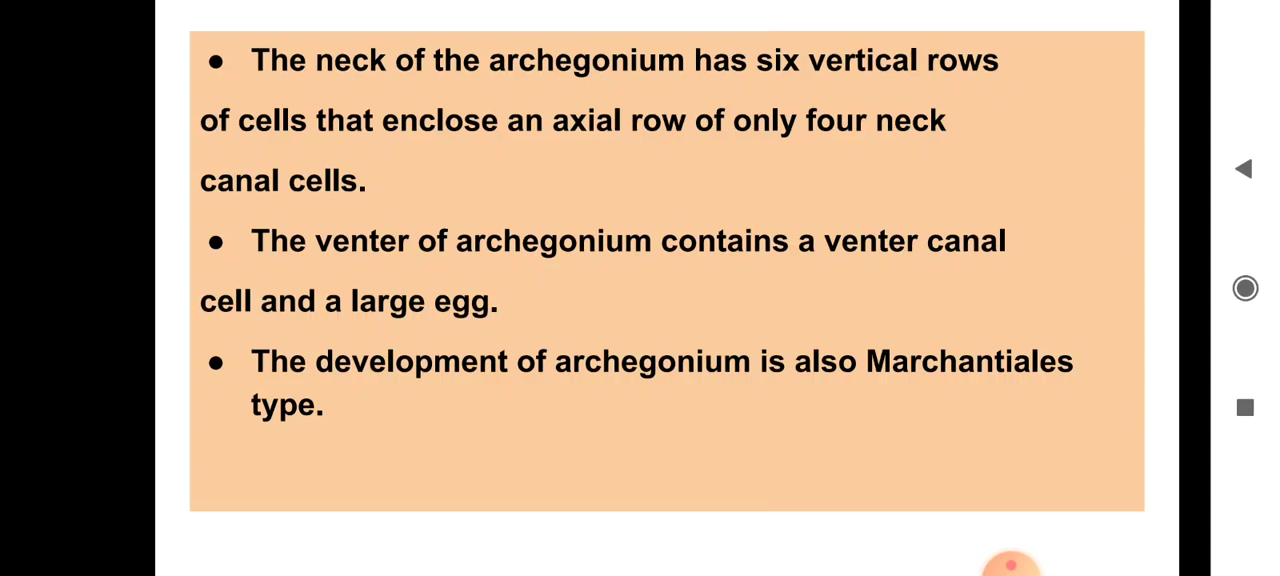 ● The neck of the archegonium has six vertical rows
of cells that enclose an axial row of only four neck
canal cells.
● The venter of archegonium contains a venter canal
cell and a large egg.
● The development of archegonium is also Marchantiales
type.